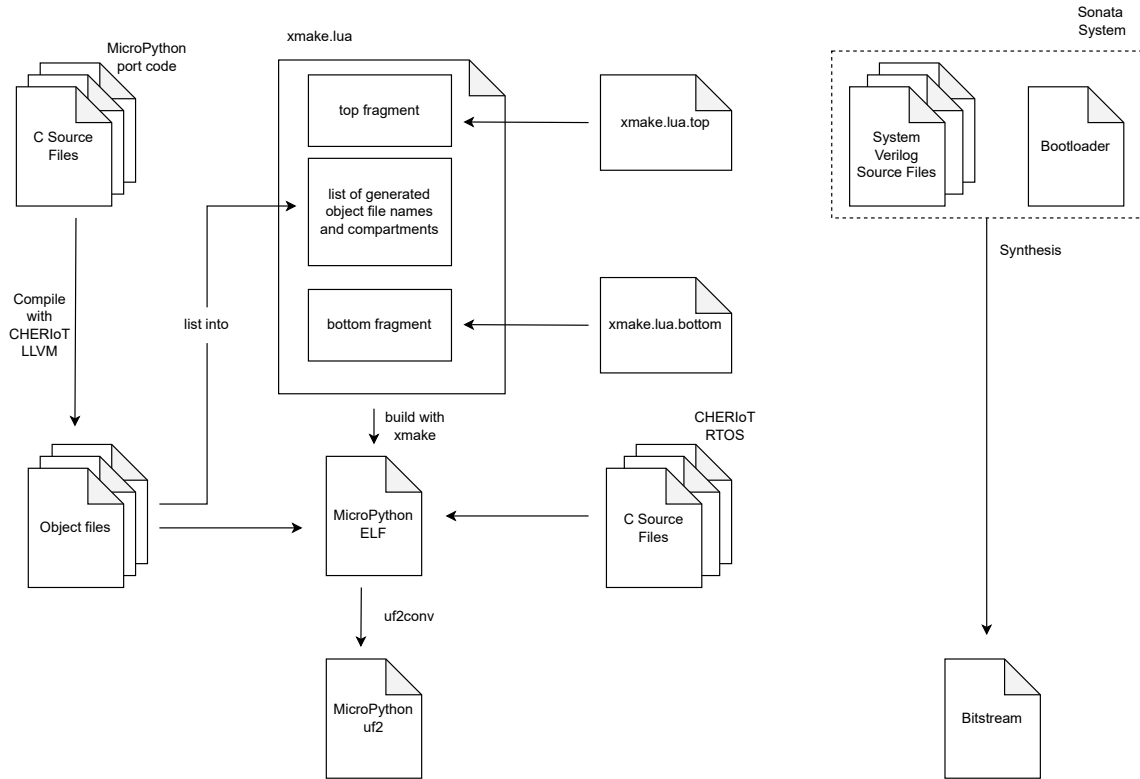 MicroPython
port code
C Source
Files
Compile
with
CHERIoT
LLVM
Object files
list into
xmake.lua
top fragment
list of generated
object file names
and compartments
bottom fragment
xmake.lua.top
xmake.lua.bottom
build with
xmake
CHERIoT
RTOS
C Source
Files
MicroPython
ELF
uf2conv
MicroPython
uf2
Sonata
System
System
Verilog
Source Files
Bootloader
Synthesis
Bitstream